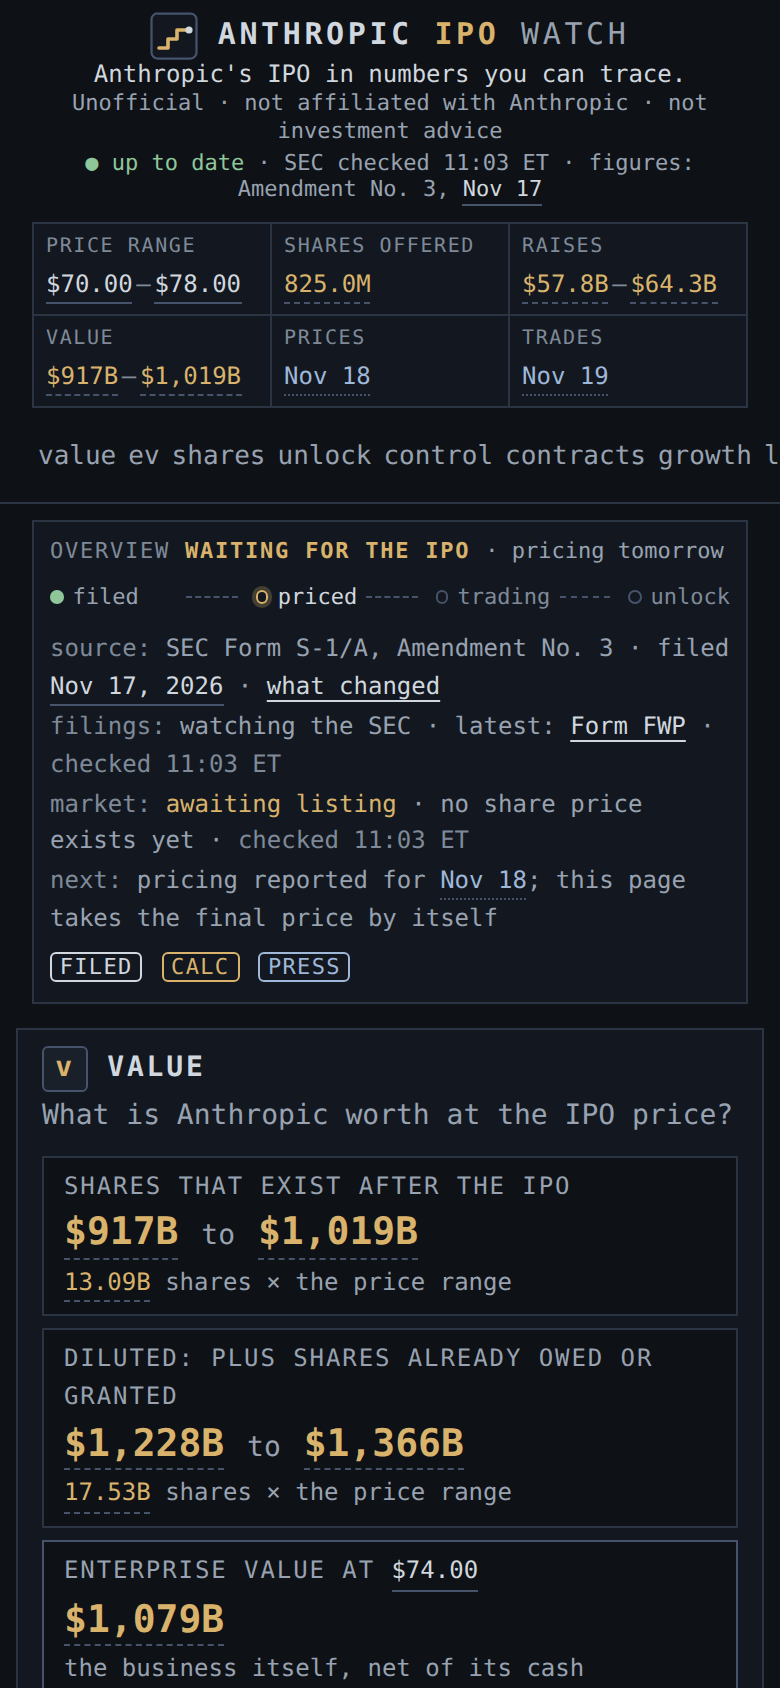 ANTHROPIC IPO WATCH
Anthropic's IPO in numbers you can trace.
Unofficial · not affiliated with Anthropic · not
investment advice
● up to date · SEC checked 11:03 ET · figures:
Amendment No. 3, Nov 17
PRICE RANGE
$70.00–$78.00
SHARES OFFERED
825.0M
RAISES
$57.8B–$64.3B
VALUE
$917B–$1,019B
PRICES
Nov 18
TRADES
Nov 19
value ev shares unlock control contracts growth l
OVERVIEW WAITING FOR THE IPO · pricing tomorrow
filed priced trading unlock
source: SEC Form S-1/A, Amendment No. 3 · filed
Nov 17, 2026 · what changed
filings: watching the SEC · latest: Form FWP ·
checked 11:03 ET
market: awaiting listing · no share price
exists yet · checked 11:03 ET
next: pricing reported for Nov 18; this page
takes the final price by itself
FILED CALC PRESS
v VALUE
What is Anthropic worth at the IPO price?
SHARES THAT EXIST AFTER THE IPO
$917B to $1,019B
13.09B shares × the price range
DILUTED: PLUS SHARES ALREADY OWED OR
GRANTED
$1,228B to $1,366B
17.53B shares × the price range
ENTERPRISE VALUE AT $74.00
$1,079B
the business itself, net of its cash